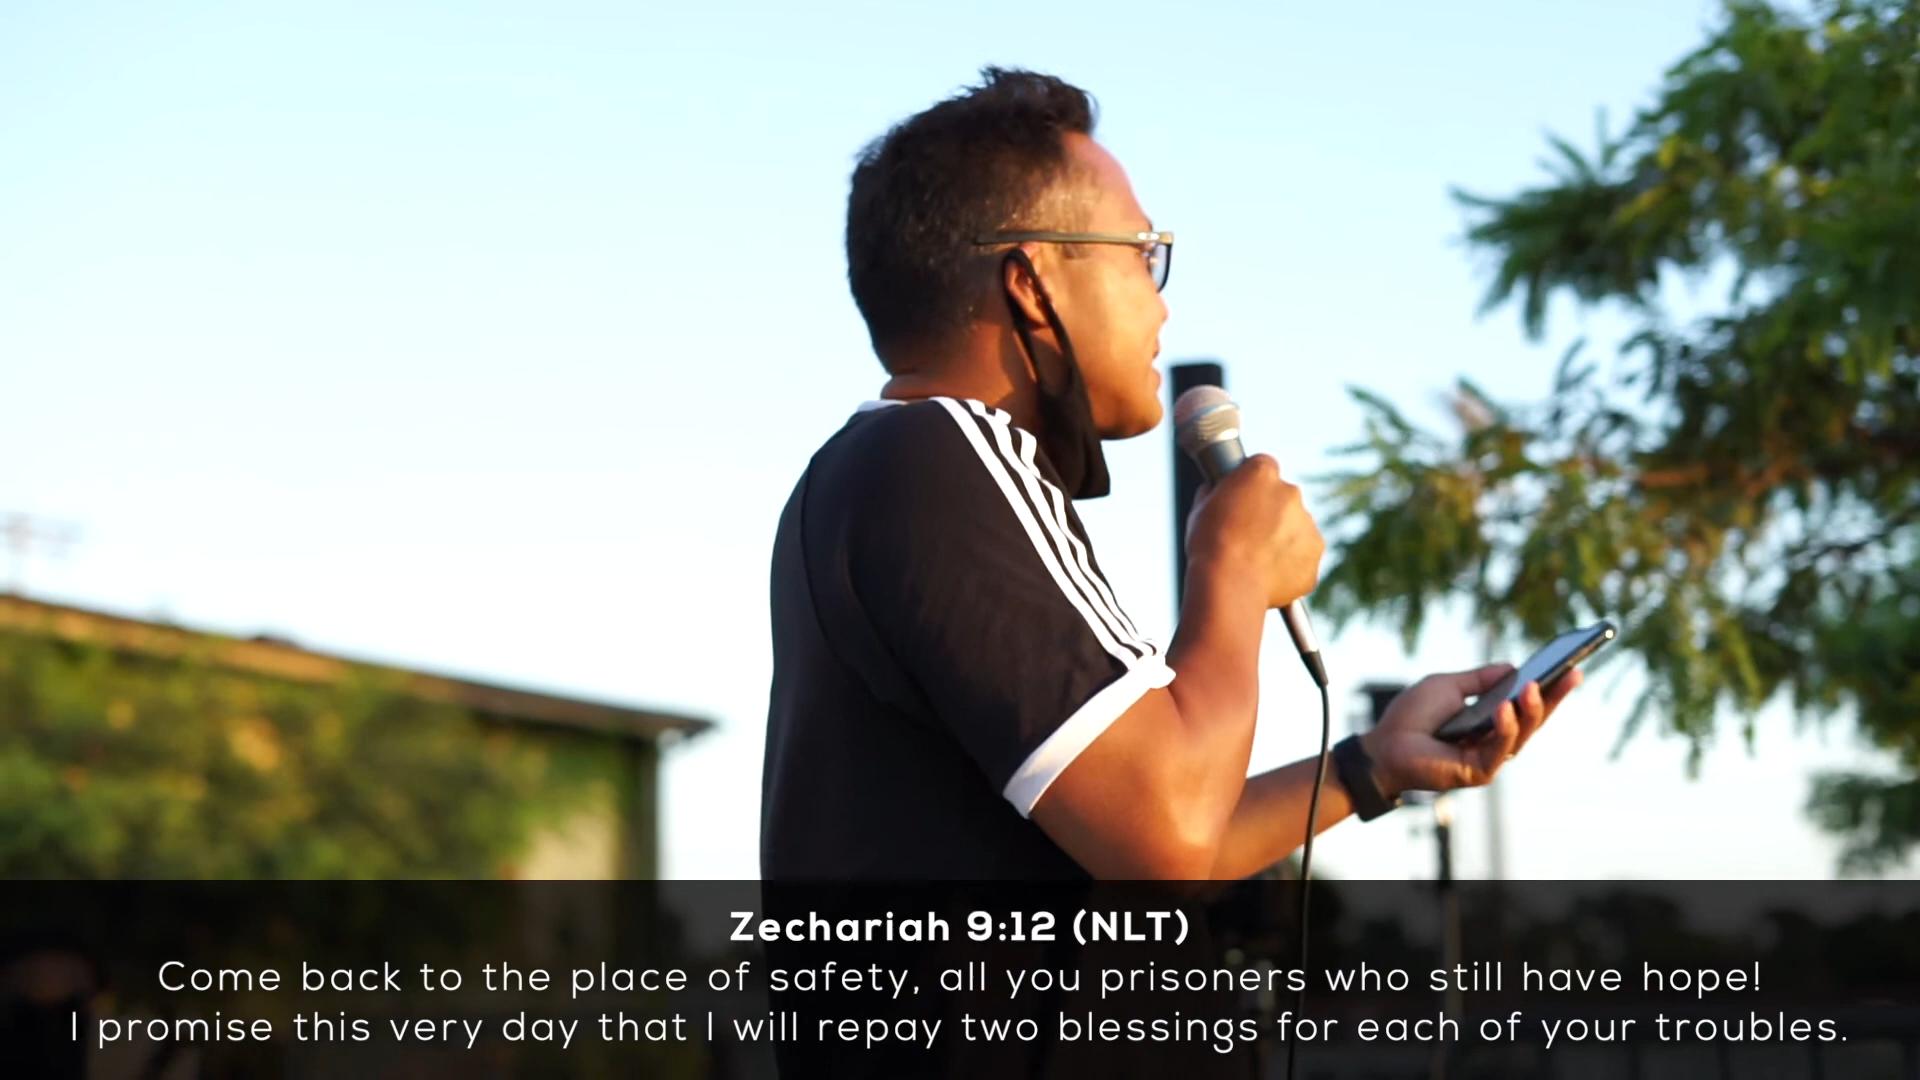 Zechariah 9:12 (NLT)
Come back to the place of safety, all you prisoners who still have hope!
I promise this very day that I will repay two blessings for each of your troubles.